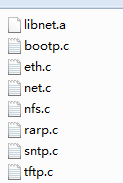 libnet.a
bootp.c
eth.c
net.c
nfs.c
rarp.c
sntp.c
tftp.c